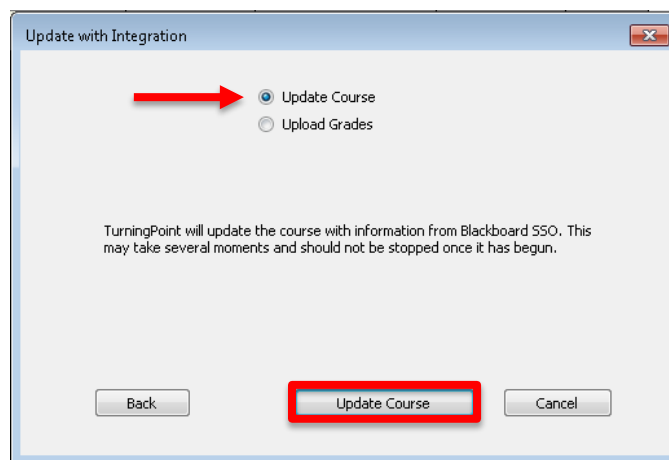 Update with Integration
Update Course
Upload Grades
TurningPoint will update the course with information from Blackboard SSO. This
may take several moments and should not be stopped once it has begun.
Back
Update Course
Cancel